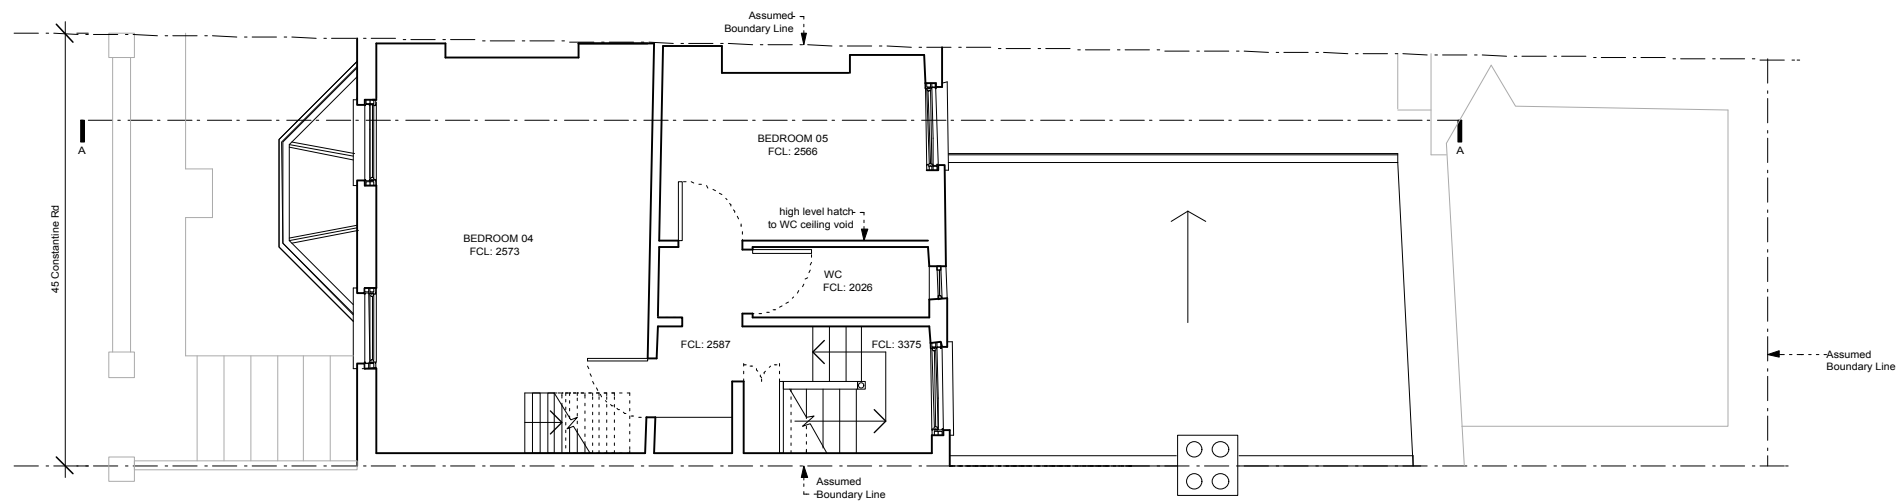 Assumed
Boundary Line
A
BEDROOM 05
FCL: 2566
A
45 Constantine Rd
high level hatch
to WC ceiling void
BEDROOM 04
FCL: 2573
WC
FCL: 2026
FCL: 2587
FCL: 3375
Assumed
Boundary Line
Assumed
Boundary Line